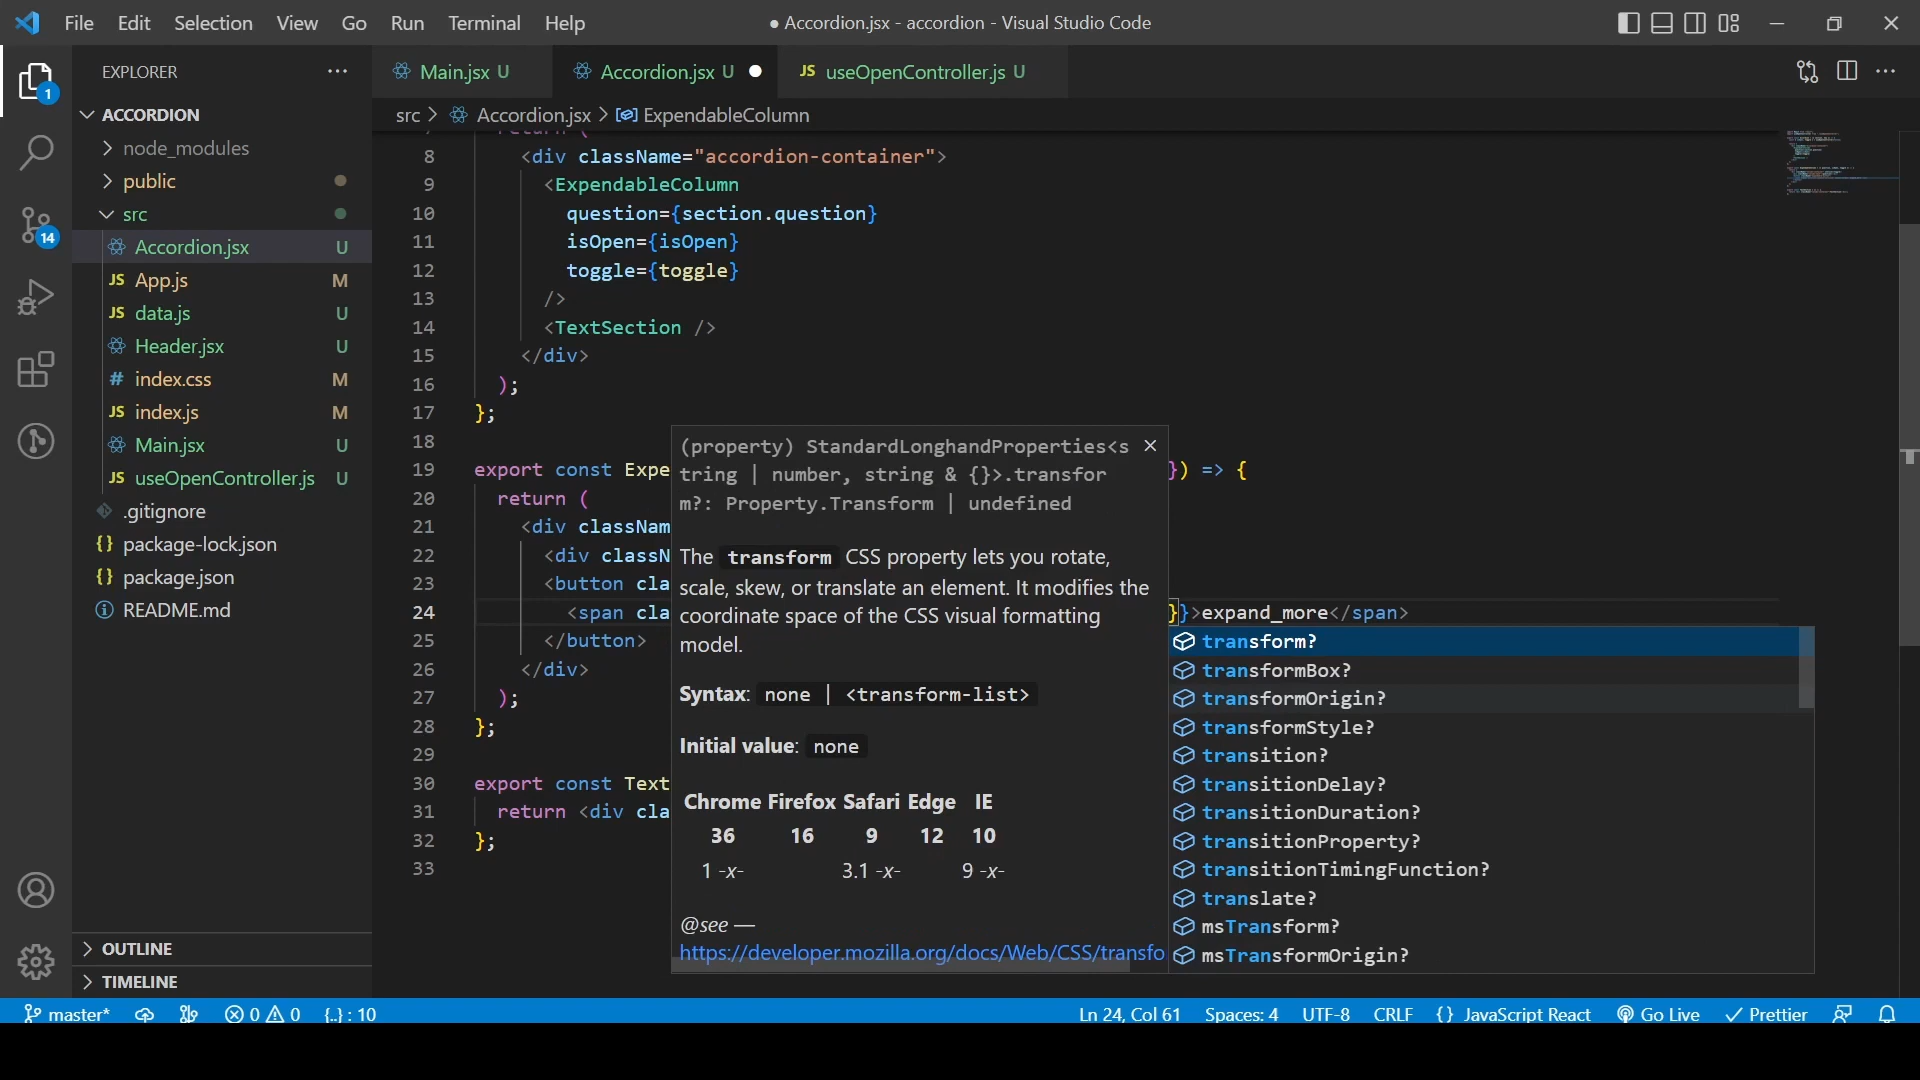 File Edit Selection View Go Run Terminal Help
● Accordion.jsx - accordion - Visual Studio Code
EXPLORER
Main.jsx U
Accordion.jsx U
JS useOpenController.js U
1
src > Accordion.jsx > ExpendableColumn
ACCORDION
node_modules
public
src
14
Accordion.jsx U
JS App.js M
JS data.js U
Header.jsx U
# index.css M
JS index.js M
Main.jsx U
JS useOpenController.js U
.gitignore
{} package-lock.json
{} package.json
README.md
OUTLINE
TIMELINE
8 <div className="accordion-container">
9 <ExpendableColumn
10 question={section.question}
11 isOpen={isOpen}
12 toggle={toggle}
13 />
14 <TextSection />
15 </div>
16 );
17 };
18
19 export const Expe }) => {
20 return (
21 <div classNam
22 <div classN
23 <button cla
24 <span cla }}>expand_more</span>
25 </button>
26 </div>
27 );
28 };
29
30 export const Text
31 return <div cla
32 };
33
(property) StandardLonghandProperties<s
tring | number, string & {}>.transfor
m?: Property.Transform | undefined
The transform CSS property lets you rotate,
scale, skew, or translate an element. It modifies the
coordinate space of the CSS visual formatting
model.
Syntax: none | <transform-list>
Initial value: none
Chrome Firefox Safari Edge IE
36 16 9 12 10
1 -x- 3.1 -x- 9 -x-
@see —
https://developer.mozilla.org/docs/Web/CSS/transfo
transform?
transformBox?
transformOrigin?
transformStyle?
transition?
transitionDelay?
transitionDuration?
transitionProperty?
transitionTimingFunction?
translate?
msTransform?
msTransformOrigin?
master* 0 0 {..} : 10
Ln 24, Col 61 Spaces: 4 UTF-8 CRLF {} JavaScript React Go Live Prettier